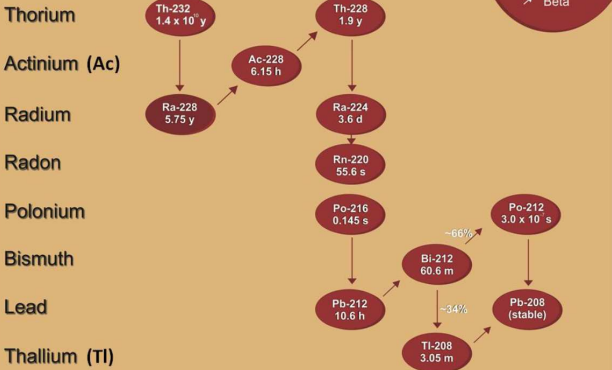 Thorium
Th-232
1.4 x 10 y
Th-228
1.9 y
Beta
Actinium (Ac)
Ac-228
6.15 h
Radium
Ra-228
5.75 y
Ra-224
3.6 d
Radon
Rn-220
55.6 s
Polonium
Po-216
0.145 s
Po-212
3.0 x 10 s
~66%
Bismuth
Bi-212
60.6 m
Lead
Pb-212
10.6 h
~34%
Pb-208
(stable)
Thallium (Tl)
Tl-208
3.05 m